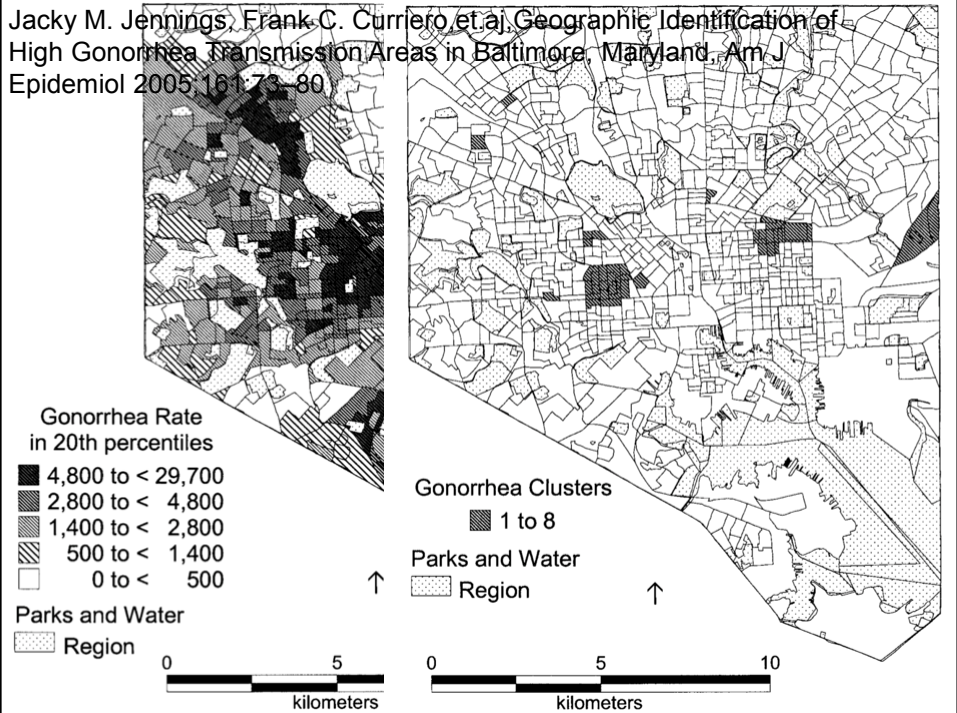 Jacky M. Jennings, Frank C. Curriero,et.aj, Geographic Identification of
High Gonorrhea Transmission Areas in Baltimore, Maryland, Am J
Epidemiol 2005;161:73–80
Gonorrhea Rate
in 20th percentiles
4,800 to < 29,700
2,800 to < 4,800
1,400 to < 2,800
500 to < 1,400
0 to < 500
Parks and Water
Region
0 5
kilometers
Gonorrhea Clusters
1 to 8
Parks and Water
Region
0 5 10
kilometers